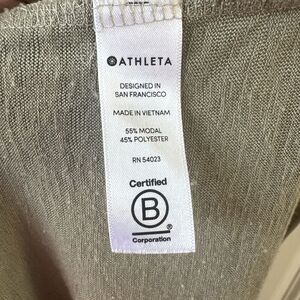 ATHLETA
DESIGNED IN
SAN FRANCISCO
MADE IN VIETNAM
55% MODAL
45% POLYESTER
RN 54023
Certified
B
Corporation